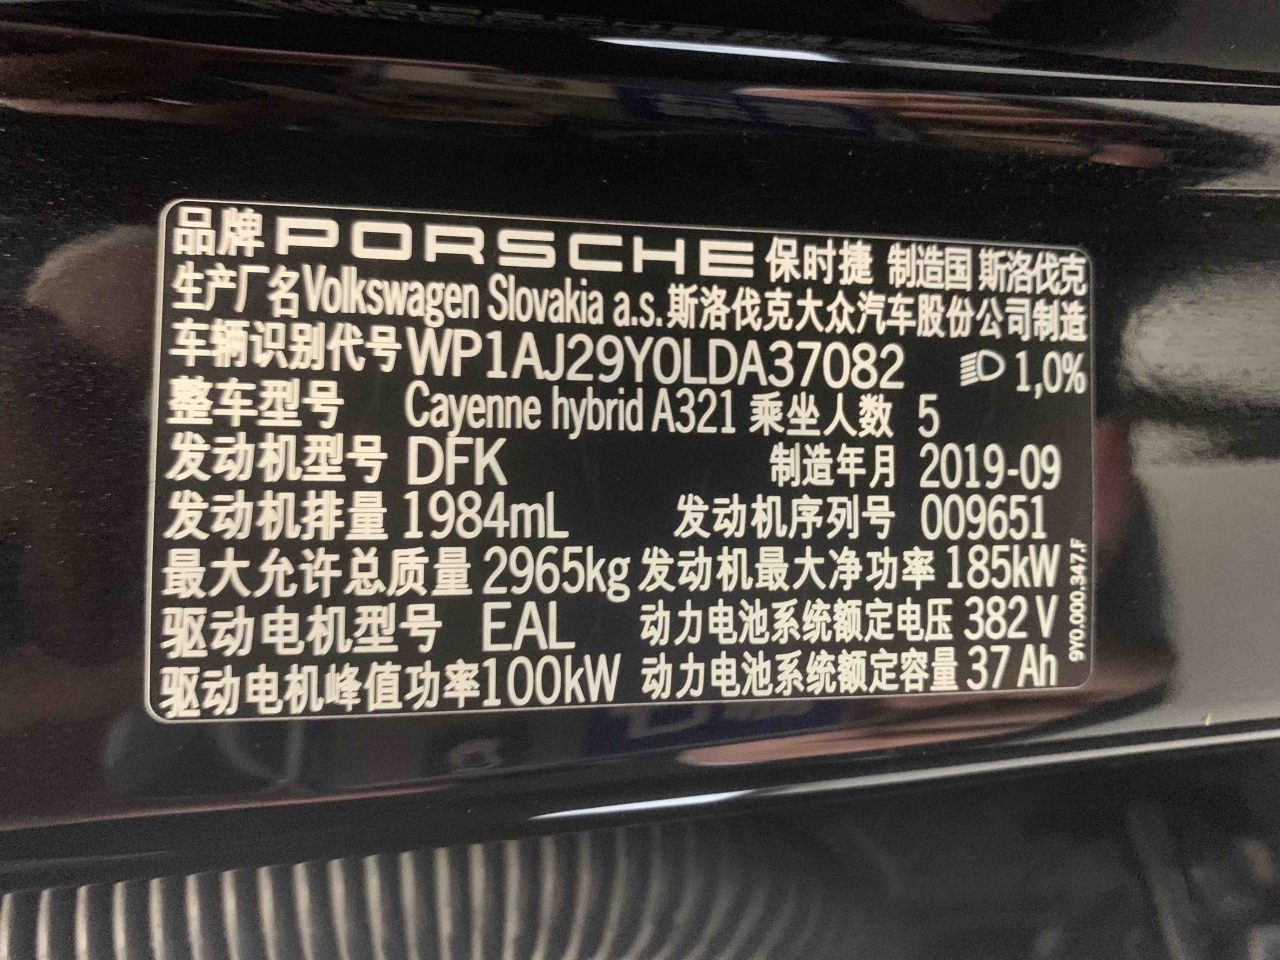 品牌 PORSCHE 保时捷 制造国 斯洛伐克
生产厂名 Volkswagen Slovakia a.s. 斯洛伐克大众汽车股份公司制造
车辆识别代号 WP1AJ29Y0LDA37082 1,0%
整车型号 Cayenne hybrid A321 乘坐人数 5
发动机型号 DFK 制造年月 2019-09
发动机排量 1984mL 发动机序列号 009651
最大允许总质量 2965kg 发动机最大净功率 185kW
驱动电机型号 EAL 动力电池系统额定电压 382 V
驱动电机峰值功率 100kW 动力电池系统额定容量 37 Ah
9Y0.000.347.F